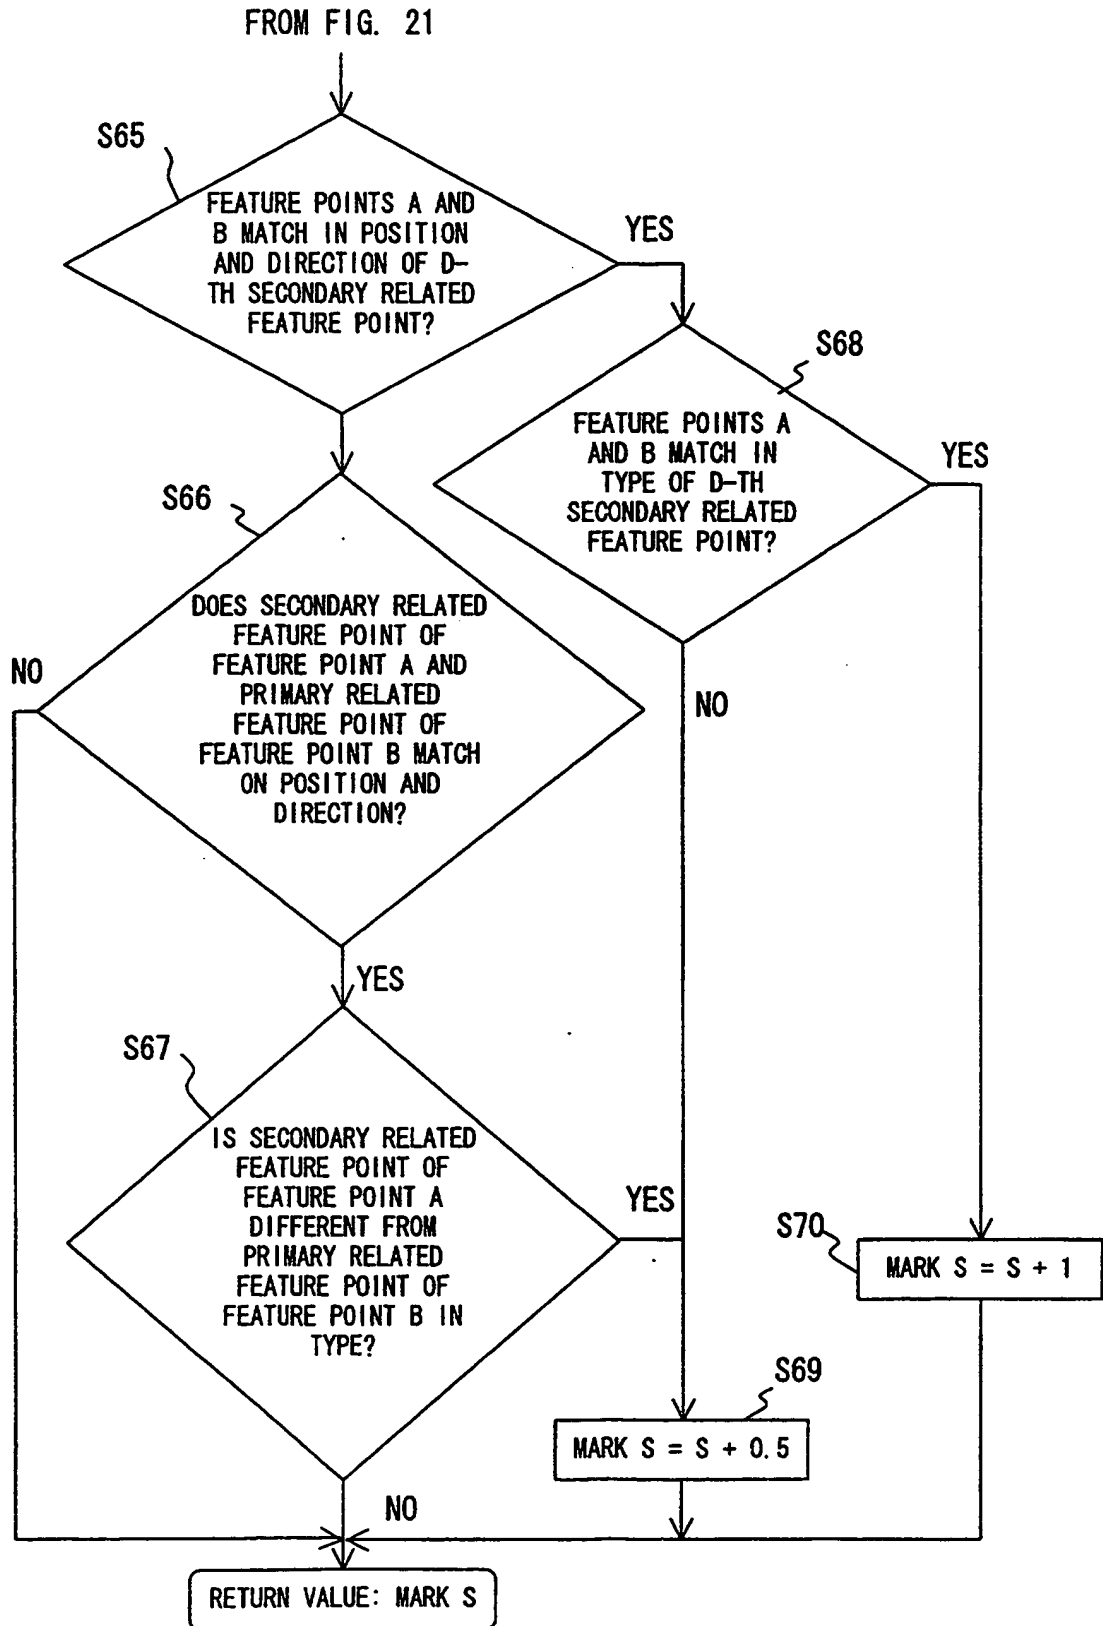 FROM FIG. 21
S65
FEATURE POINTS A AND
B MATCH IN POSITION
AND DIRECTION OF D-
TH SECONDARY RELATED
FEATURE POINT?
YES
S68
FEATURE POINTS A
AND B MATCH IN
TYPE OF D-TH
SECONDARY RELATED
FEATURE POINT?
YES
NO
S66
DOES SECONDARY RELATED
FEATURE POINT OF
FEATURE POINT A AND
PRIMARY RELATED
FEATURE POINT OF
FEATURE POINT B MATCH
ON POSITION AND
DIRECTION?
NO
YES
S67
IS SECONDARY RELATED
FEATURE POINT OF
FEATURE POINT A
DIFFERENT FROM
PRIMARY RELATED
FEATURE POINT OF
FEATURE POINT B IN
TYPE?
YES
S70
MARK S = S + 1
S69
MARK S = S + 0.5
NO
RETURN VALUE: MARK S